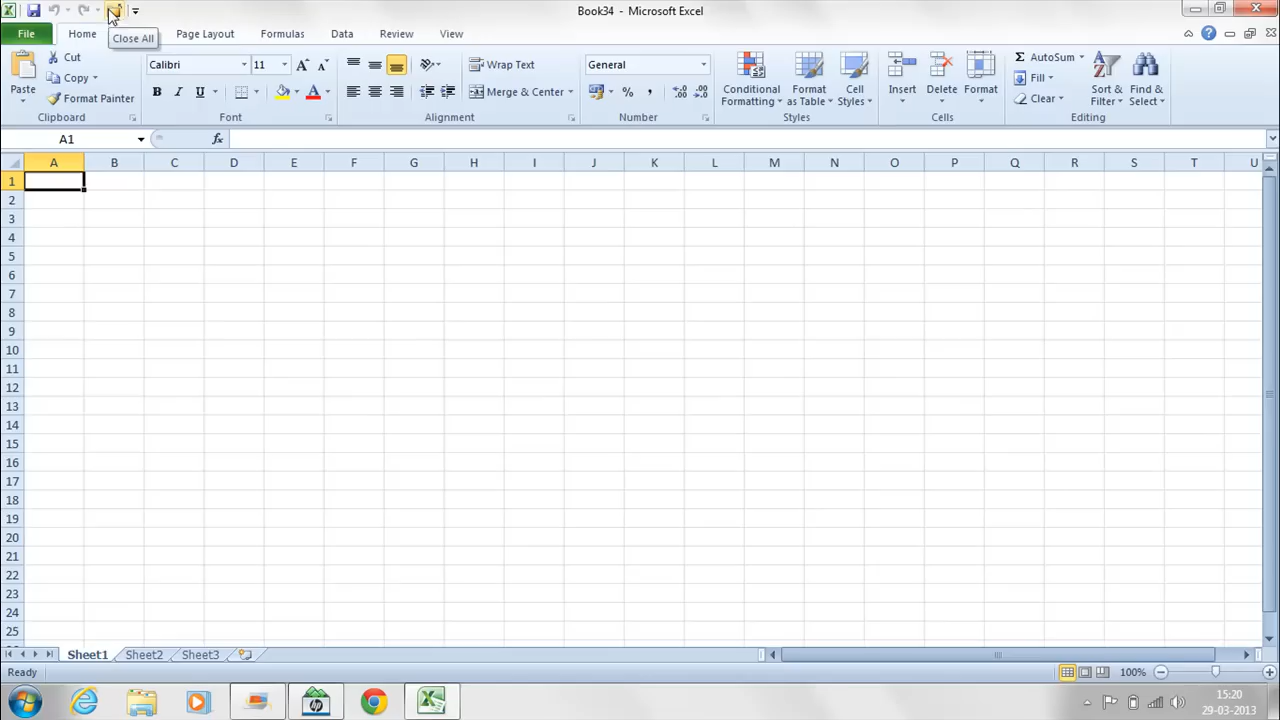 Book34 - Microsoft Excel
File Home Page Layout Formulas Data Review View
Close All
Paste
Cut
Copy
Format Painter
Clipboard
Calibri 11
B I U
Font
Wrap Text
Merge & Center
Alignment
General
%
Number
Conditional Formatting
Format as Table
Cell Styles
Styles
Insert
Delete
Format
Cells
AutoSum
Fill
Clear
Sort & Filter
Find & Select
Editing
A1 fx
A B C D E F G H I J K L M N O P Q R S T U
1
2
3
4
5
6
7
8
9
10
11
12
13
14
15
16
17
18
19
20
21
22
23
24
25
Sheet1 Sheet2 Sheet3
Ready 100%
hp
15:20
29-03-2013